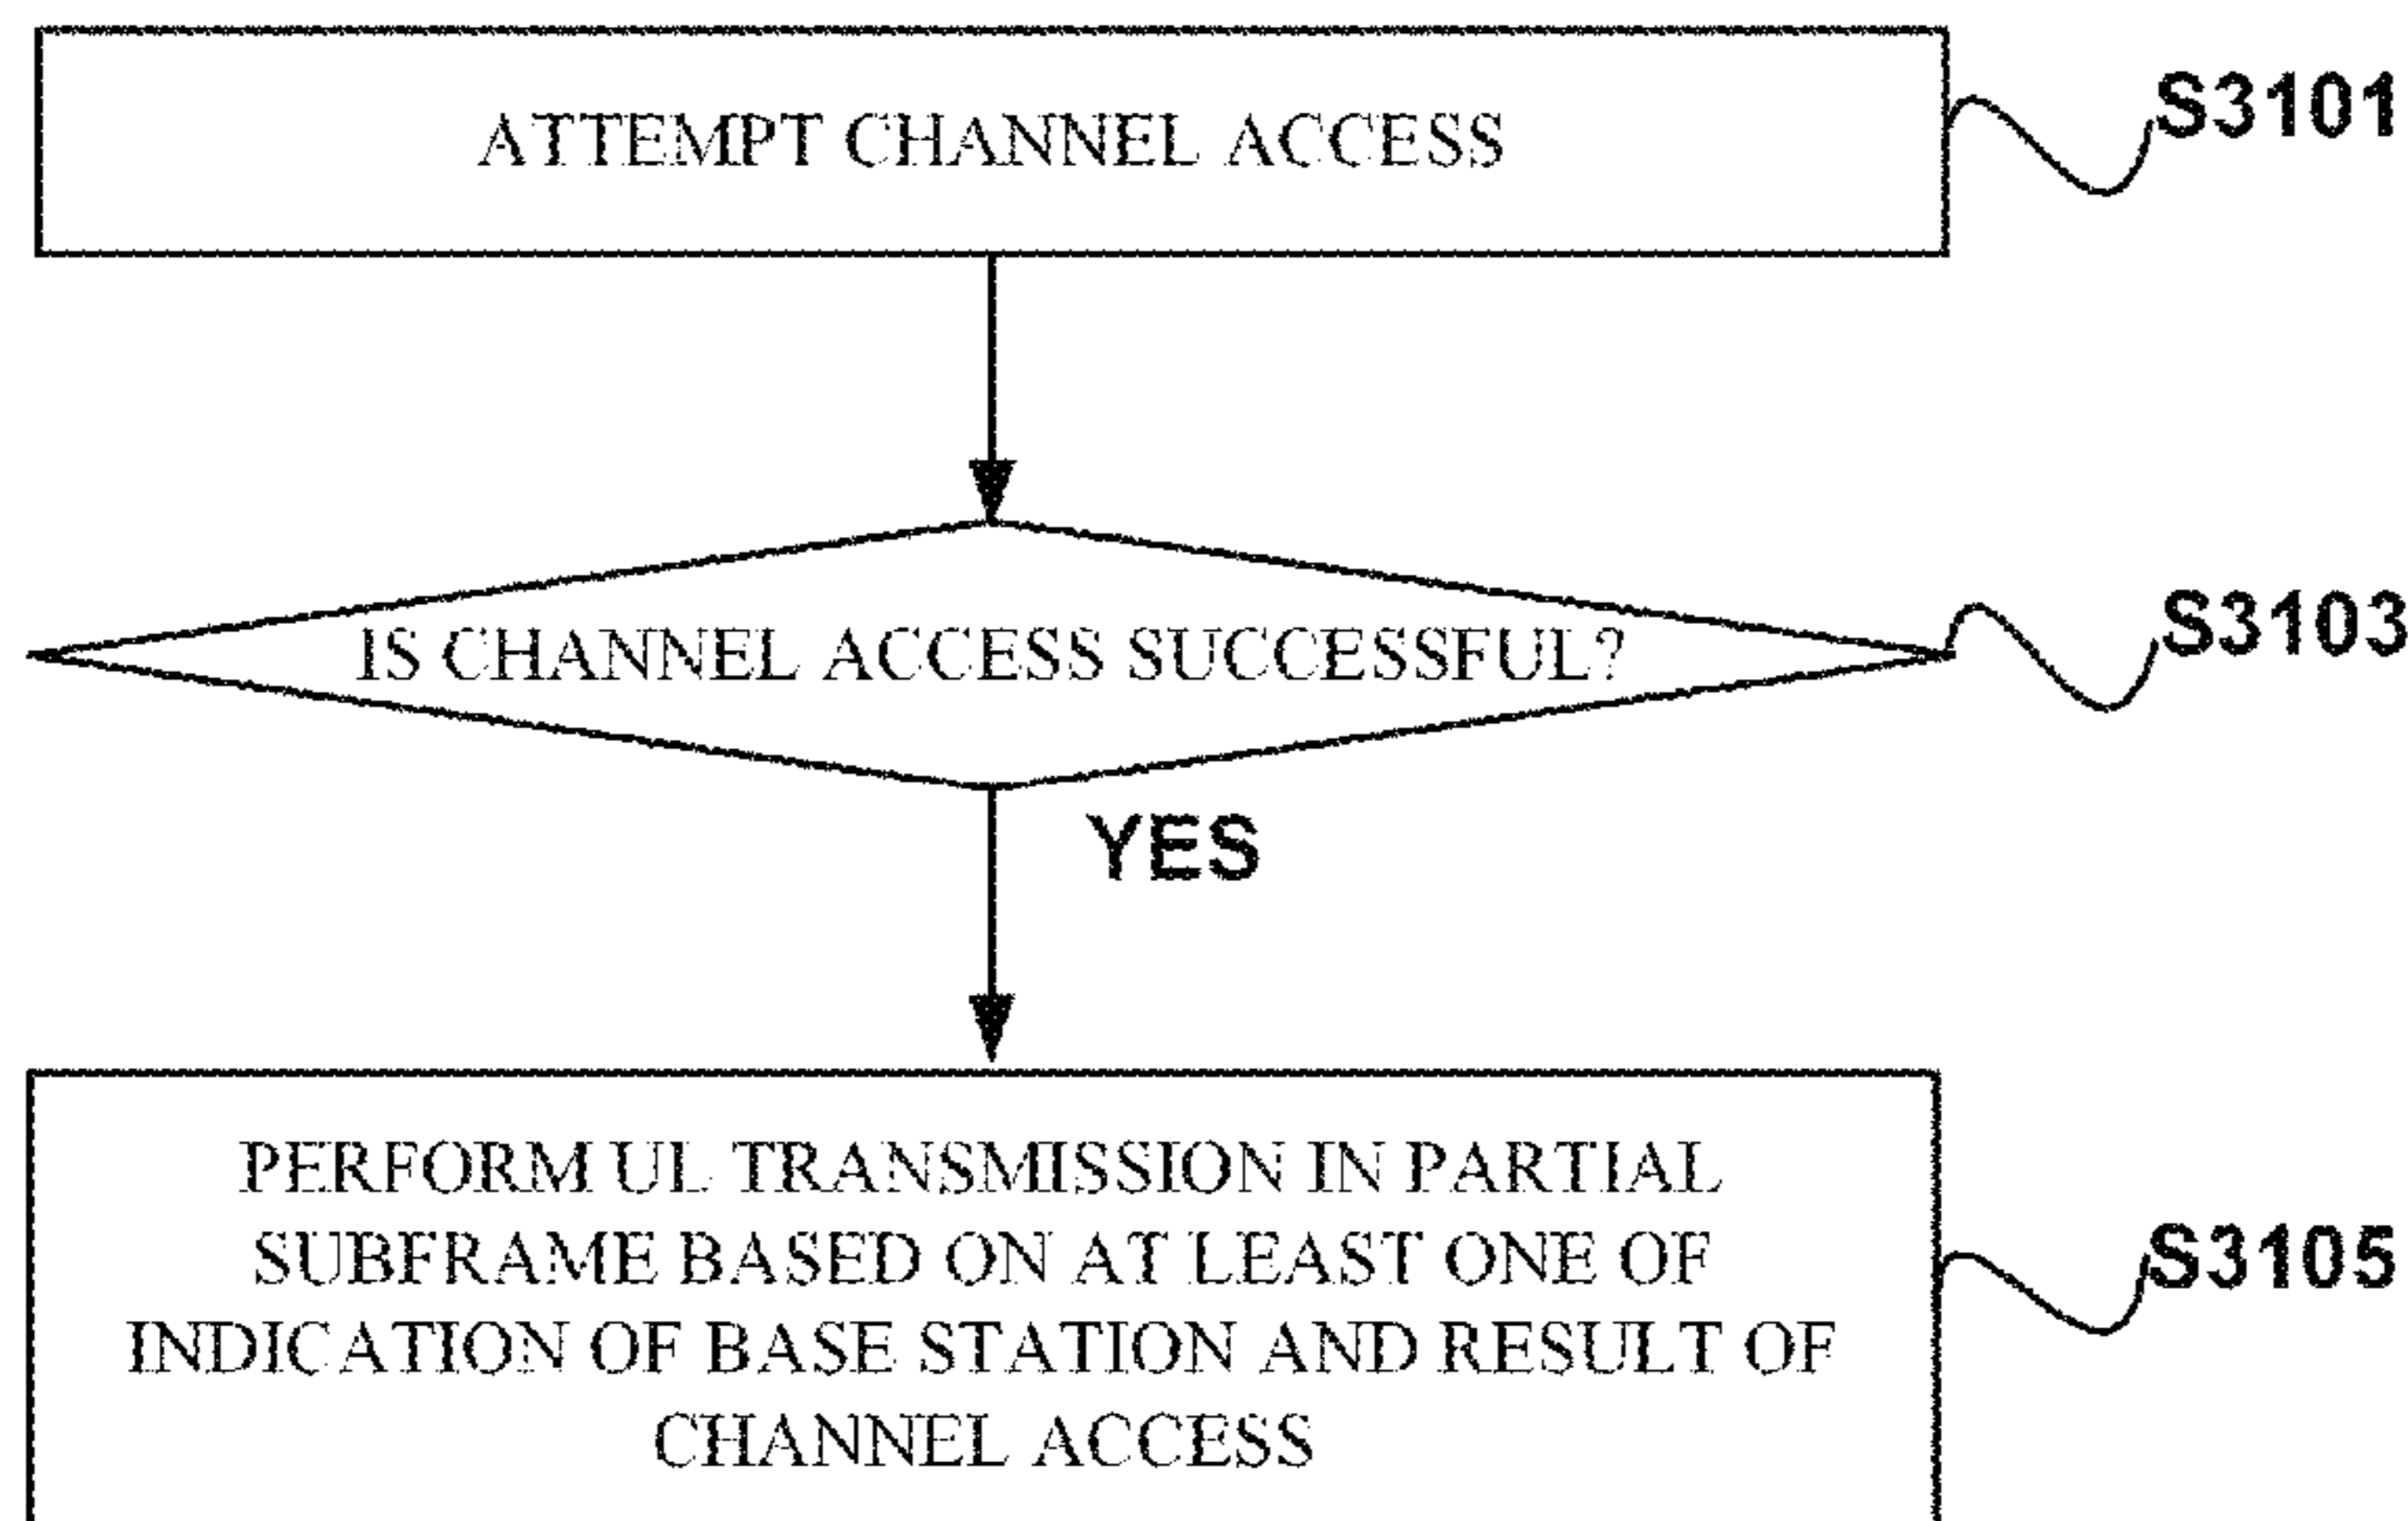 ATTEMPT CHANNEL ACCESS
S3101
IS CHANNEL ACCESS SUCCESSFUL?
S3103
YES
PERFORM UL TRANSMISSION IN PARTIAL
SUBFRAME BASED ON AT LEAST ONE OF
INDICATION OF BASE STATION AND RESULT OF
CHANNEL ACCESS
S3105